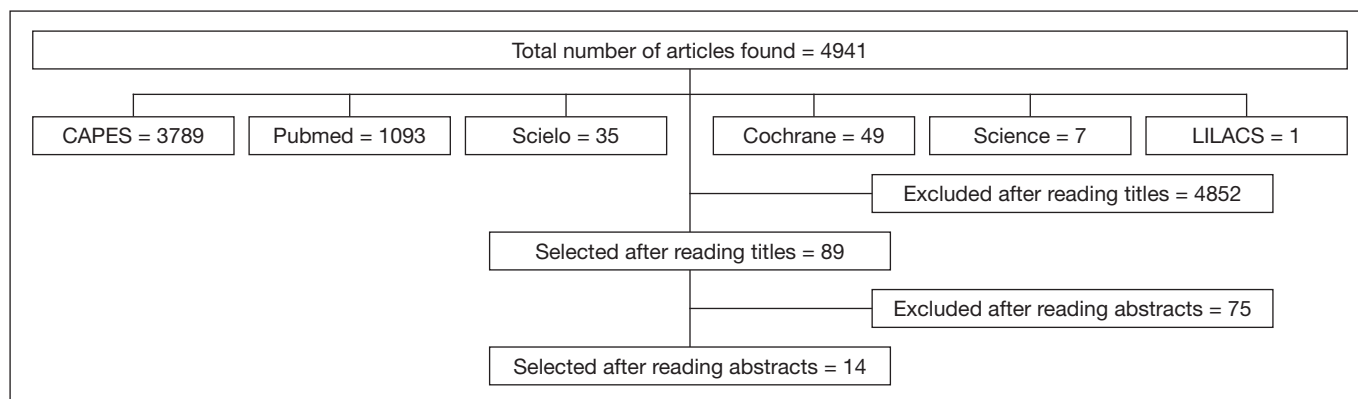 Total number of articles found = 4941
CAPES = 3789
Pubmed = 1093
Scielo = 35
Cochrane = 49
Science = 7
LILACS = 1
Excluded after reading titles = 4852
Selected after reading titles = 89
Excluded after reading abstracts = 75
Selected after reading abstracts = 14